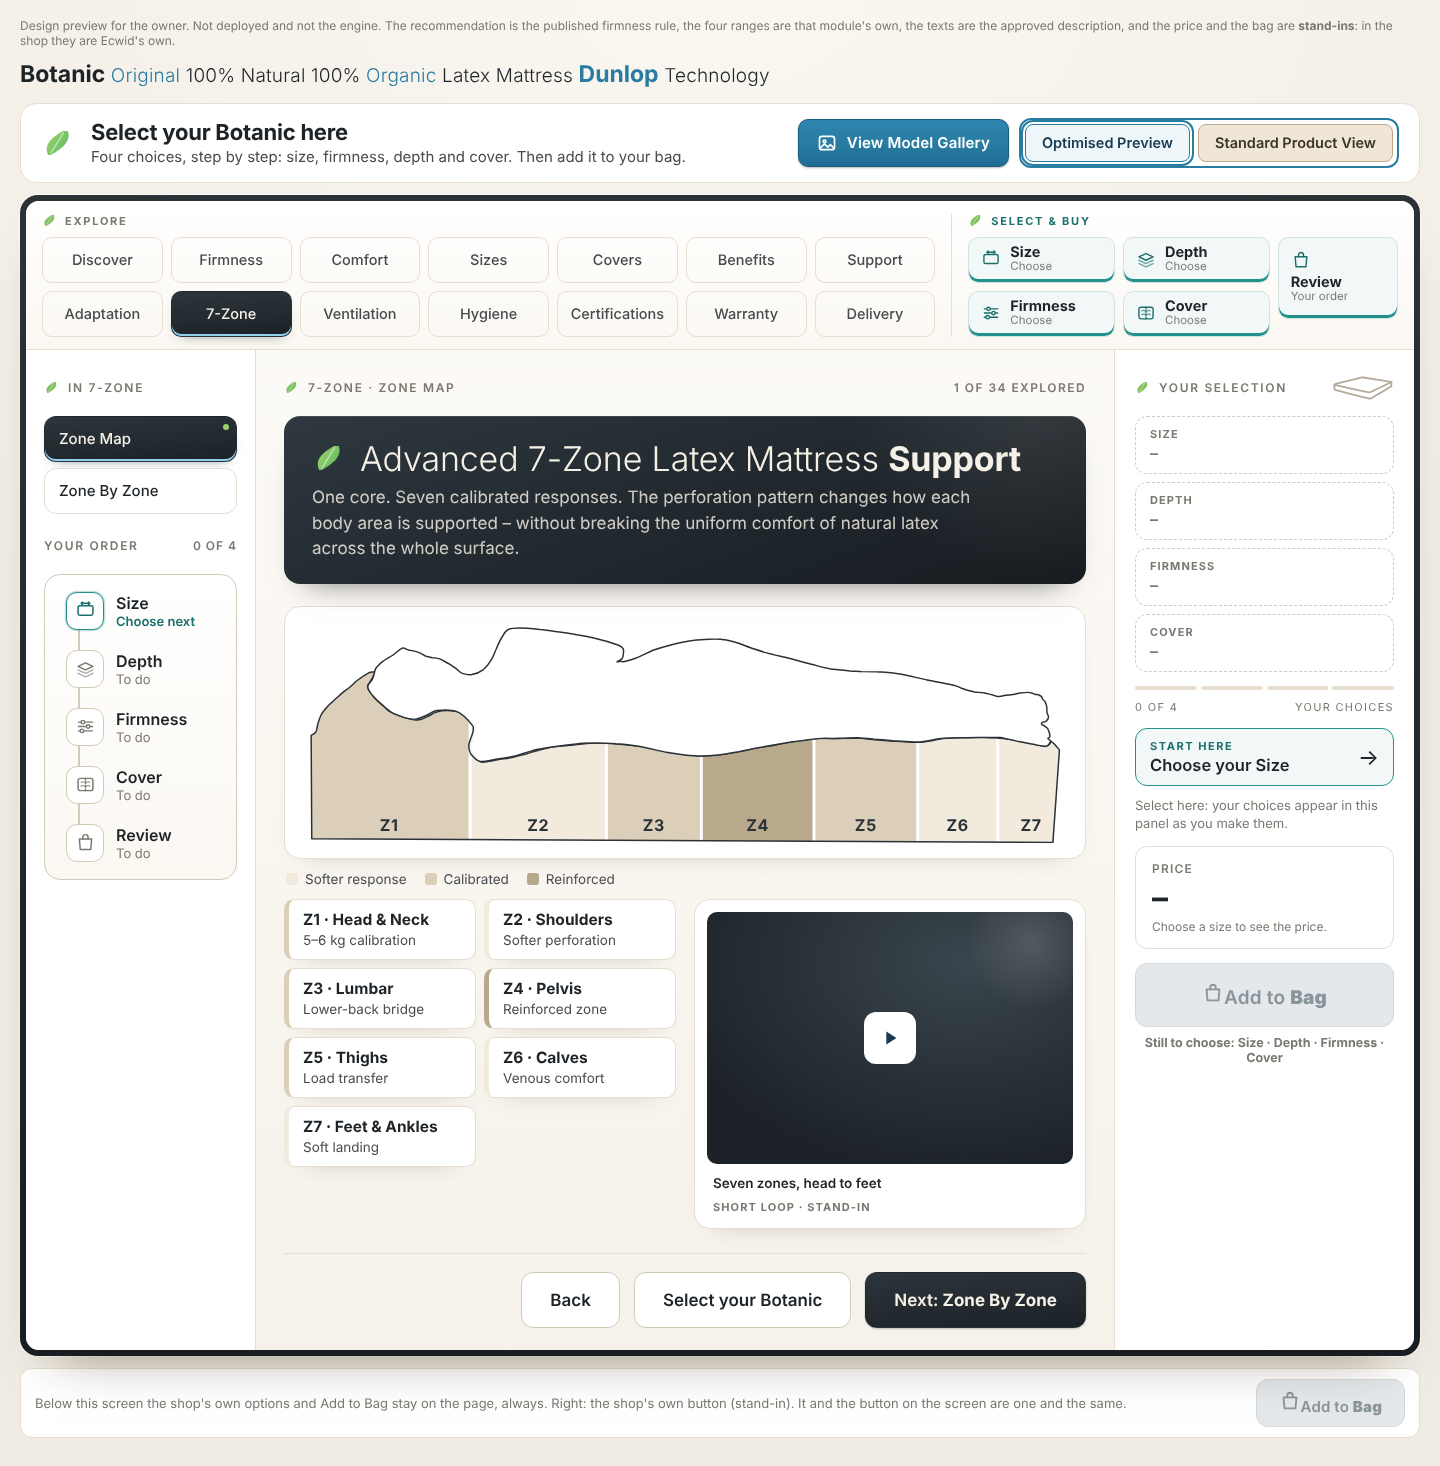 Design preview for the owner. Not deployed and not the engine. The recommendation is the published firmness rule, the four ranges are that module's own, the texts are the approved description, and the price and the bag are stand-ins: in the
shop they are Ecwid's own.
Botanic Original 100% Natural 100% Organic Latex Mattress Dunlop Technology
Select your Botanic here
Four choices, step by step: size, firmness, depth and cover. Then add it to your bag.
View Model Gallery
Optimised Preview
Standard Product View
EXPLORE
Discover
Firmness
Comfort
Sizes
Covers
Benefits
Support
Adaptation
7-Zone
Ventilation
Hygiene
Certifications
Warranty
Delivery
SELECT & BUY
Size
Choose
Depth
Choose
Firmness
Choose
Cover
Choose
Review
Your order
IN 7-ZONE
Zone Map
Zone By Zone
YOUR ORDER
0 OF 4
Size
Choose next
Depth
To do
Firmness
To do
Cover
To do
Review
To do
7-ZONE · ZONE MAP
1 OF 34 EXPLORED
Advanced 7-Zone Latex Mattress Support
One core. Seven calibrated responses. The perforation pattern changes how each
body area is supported – without breaking the uniform comfort of natural latex
across the whole surface.
Z1
Z2
Z3
Z4
Z5
Z6
Z7
Softer response
Calibrated
Reinforced
Z1 · Head & Neck
5–6 kg calibration
Z2 · Shoulders
Softer perforation
Z3 · Lumbar
Lower-back bridge
Z4 · Pelvis
Reinforced zone
Z5 · Thighs
Load transfer
Z6 · Calves
Venous comfort
Z7 · Feet & Ankles
Soft landing
Seven zones, head to feet
SHORT LOOP · STAND-IN
Back
Select your Botanic
Next: Zone By Zone
YOUR SELECTION
SIZE
–
DEPTH
–
FIRMNESS
–
COVER
–
0 OF 4
YOUR CHOICES
START HERE
Choose your Size
Select here: your choices appear in this
panel as you make them.
PRICE
–
Choose a size to see the price.
Add to Bag
Still to choose: Size · Depth · Firmness ·
Cover
Below this screen the shop's own options and Add to Bag stay on the page, always. Right: the shop's own button (stand-in). It and the button on the screen are one and the same.
Add to Bag